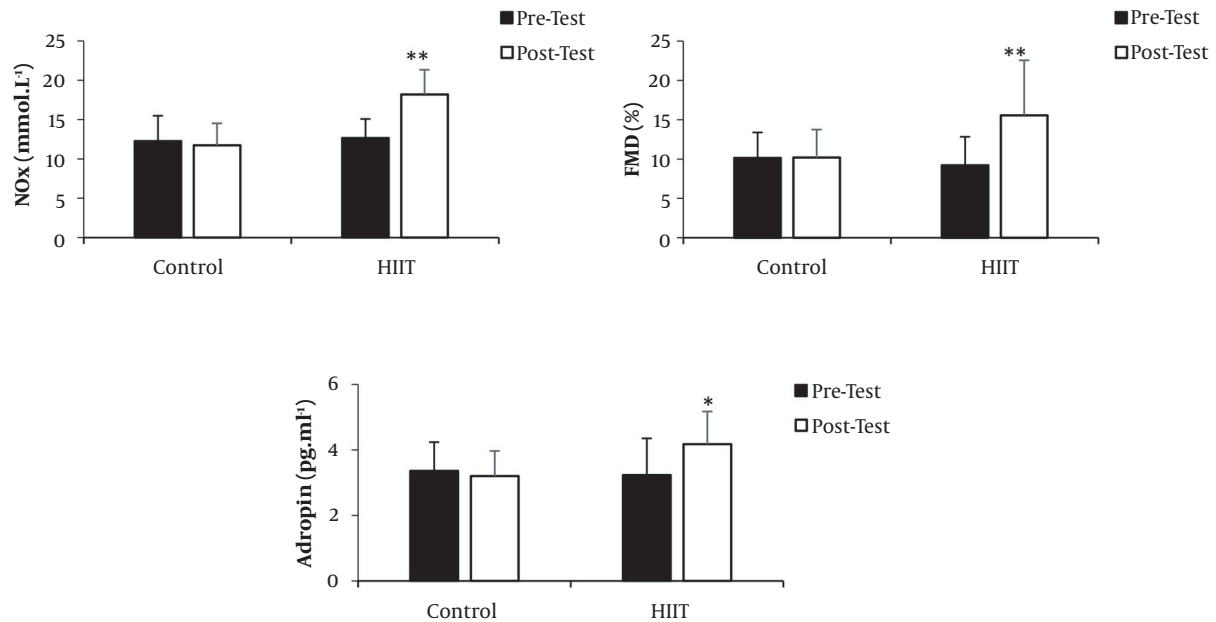 Pre-Test
Post-Test
NOx (mmol.L⁻¹)
25
20
15
10
5
0
**
Control
HIIT
Pre-Test
Post-Test
FMD (%)
25
20
15
10
5
0
**
Control
HIIT
Pre-Test
Post-Test
Adropin (pg.ml⁻¹)
6
4
2
0
*
Control
HIIT